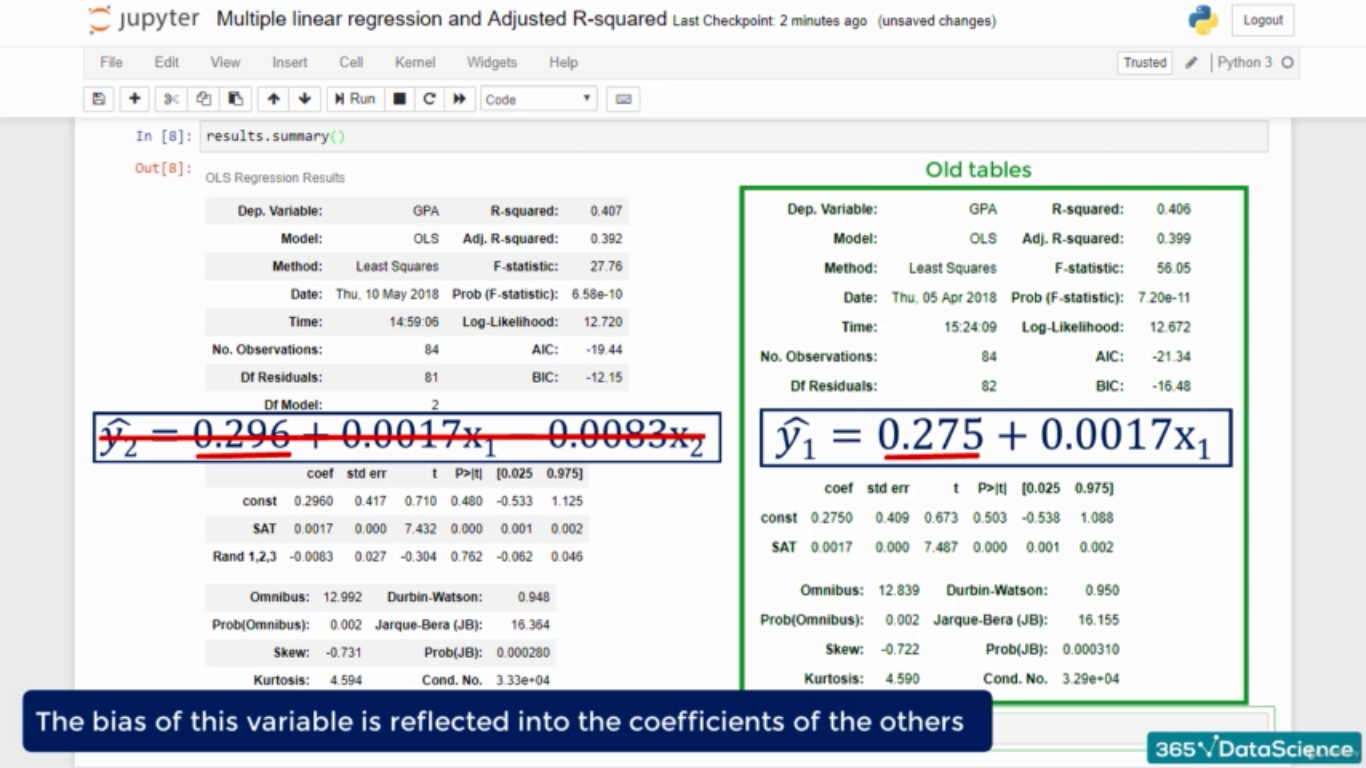 jupyter Multiple linear regression and Adjusted R-squared Last Checkpoint: 2 minutes ago (unsaved changes) Logout
File Edit View Insert Cell Kernel Widgets Help Trusted Python 3
Run Code
In [8]: results.summary()
Out[8]: OLS Regression Results
Dep. Variable: GPA R-squared: 0.407
Model: OLS Adj. R-squared: 0.392
Method: Least Squares F-statistic: 27.76
Date: Thu, 10 May 2018 Prob (F-statistic): 6.58e-10
Time: 14:59:06 Log-Likelihood: 12.720
No. Observations: 84 AIC: -19.44
Df Residuals: 81 BIC: -12.15
Df Model: 2
ŷ₂ = 0.296 + 0.0017x₁ − 0.0083x₂
coef std err t P>|t| [0.025 0.975]
const 0.2960 0.417 0.710 0.480 -0.533 1.125
SAT 0.0017 0.000 7.432 0.000 0.001 0.002
Rand 1,2,3 -0.0083 0.027 -0.304 0.762 -0.062 0.046
Omnibus: 12.992 Durbin-Watson: 0.948
Prob(Omnibus): 0.002 Jarque-Bera (JB): 16.364
Skew: -0.731 Prob(JB): 0.000280
Kurtosis: 4.594 Cond. No. 3.33e+04
Old tables
Dep. Variable: GPA R-squared: 0.406
Model: OLS Adj. R-squared: 0.399
Method: Least Squares F-statistic: 56.05
Date: Thu, 05 Apr 2018 Prob (F-statistic): 7.20e-11
Time: 15:24:09 Log-Likelihood: 12.672
No. Observations: 84 AIC: -21.34
Df Residuals: 82 BIC: -16.48
ŷ₁ = 0.275 + 0.0017x₁
coef std err t P>|t| [0.025 0.975]
const 0.2750 0.409 0.673 0.503 -0.538 1.088
SAT 0.0017 0.000 7.487 0.000 0.001 0.002
Omnibus: 12.839 Durbin-Watson: 0.950
Prob(Omnibus): 0.002 Jarque-Bera (JB): 16.155
Skew: -0.722 Prob(JB): 0.000310
Kurtosis: 4.590 Cond. No. 3.29e+04
The bias of this variable is reflected into the coefficients of the others
365 DataScience